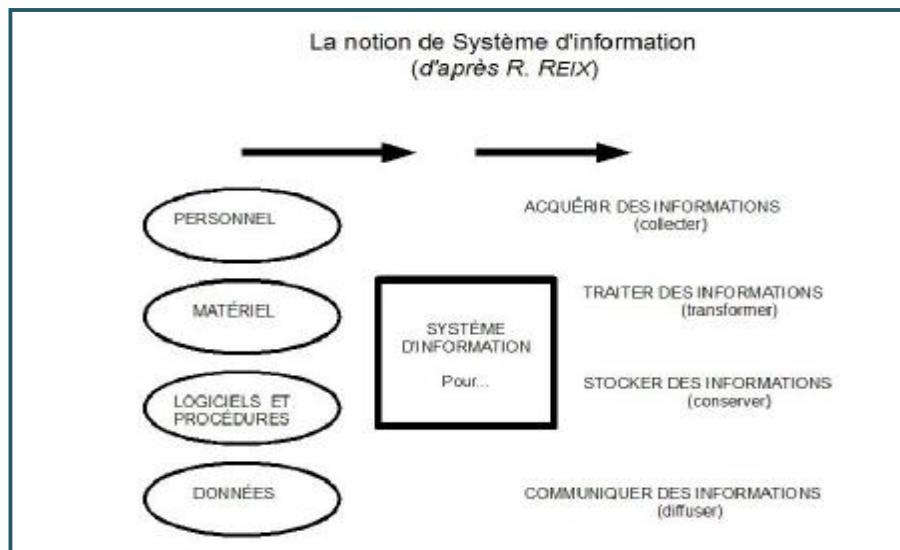 La notion de Système d'information
(d'après R. REIX)
PERSONNEL
MATÉRIEL
LOGICIELS ET
PROCÉDURES
DONNÉES
SYSTÈME
D'INFORMATION
Pour...
ACQUÉRIR DES INFORMATIONS
(collecter)
TRAITER DES INFORMATIONS
(transformer)
STOCKER DES INFORMATIONS
(conserver)
COMMUNIQUER DES INFORMATIONS
(diffuser)